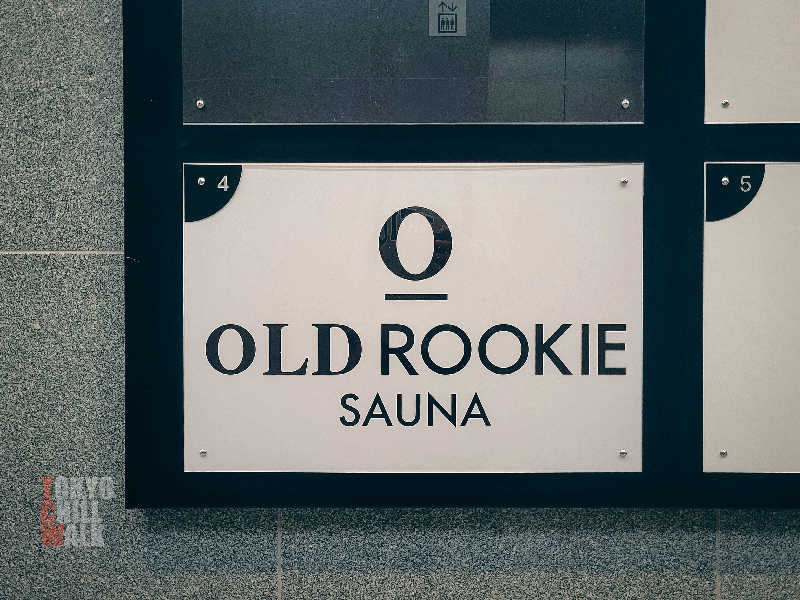 4
5
O
OLD ROOKIE
SAUNA
TOKYO
CHILL
WALK